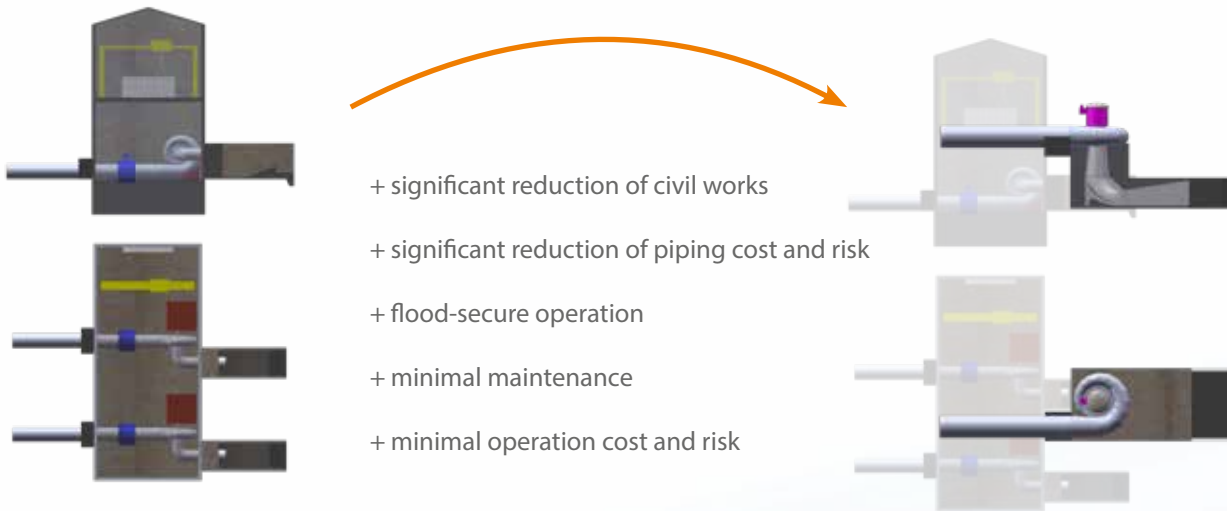 + significant reduction of civil works
+ significant reduction of piping cost and risk
+ flood-secure operation
+ minimal maintenance
+ minimal operation cost and risk